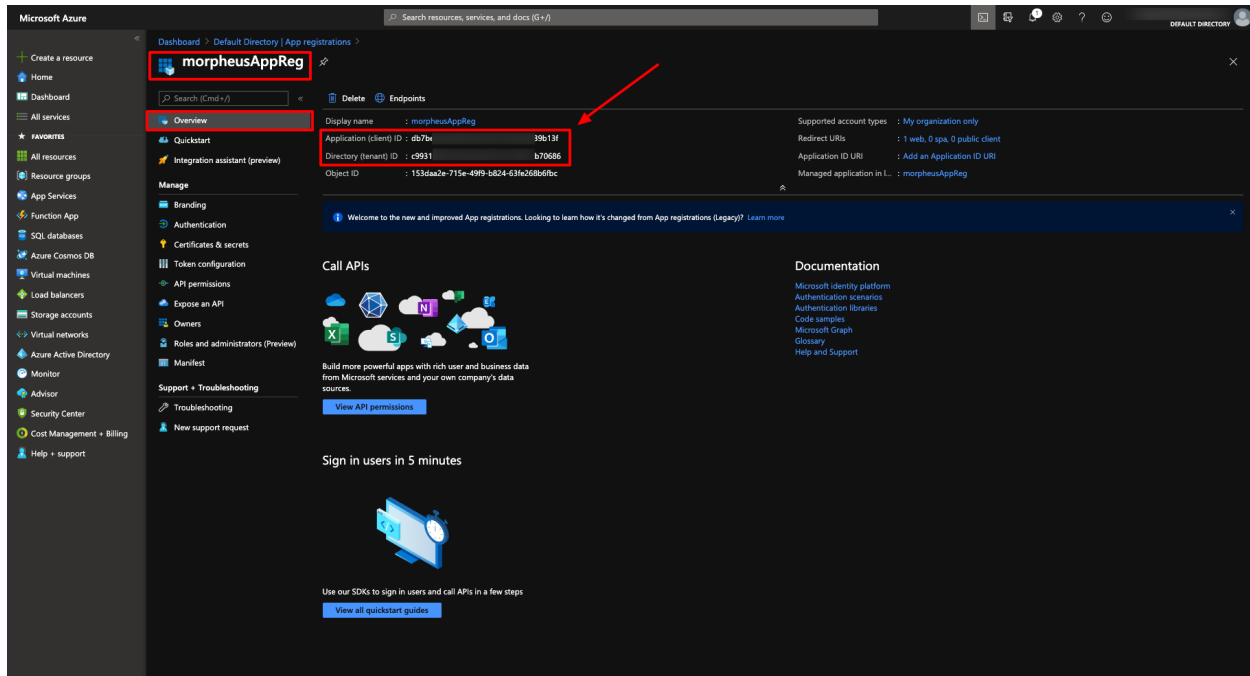 Microsoft Azure
Search resources, services, and docs (G+/)
1
DEFAULT DIRECTORY
«
Create a resource
Home
Dashboard
All services
FAVORITES
All resources
Resource groups
App Services
Function App
SQL databases
Azure Cosmos DB
Virtual machines
Load balancers
Storage accounts
Virtual networks
Azure Active Directory
Monitor
Advisor
Security Center
Cost Management + Billing
Help + support
Dashboard > Default Directory | App registrations >
morpheusAppReg
Search (Cmd+/)
«
Overview
Quickstart
Integration assistant (preview)
Manage
Branding
Authentication
Certificates & secrets
Token configuration
API permissions
Expose an API
Owners
Roles and administrators (Preview)
Manifest
Support + Troubleshooting
Troubleshooting
New support request
Delete Endpoints
Display name : morpheusAppReg
Application (client) ID : db7be 39b13f
Directory (tenant) ID : c9931 b70686
Object ID : 153daa2e-715e-49f9-b824-63fe268b6fbc
Supported account types : My organization only
Redirect URIs : 1 web, 0 spa, 0 public client
Application ID URI : Add an Application ID URI
Managed application in l... : morpheusAppReg
Welcome to the new and improved App registrations. Looking to learn how it's changed from App registrations (Legacy)? Learn more
Call APIs
N
E
X
S
O
Build more powerful apps with rich user and business data
from Microsoft services and your own company's data
sources.
View API permissions
Sign in users in 5 minutes
Use our SDKs to sign in users and call APIs in a few steps
View all quickstart guides
Documentation
Microsoft identity platform
Authentication scenarios
Authentication libraries
Code samples
Microsoft Graph
Glossary
Help and Support